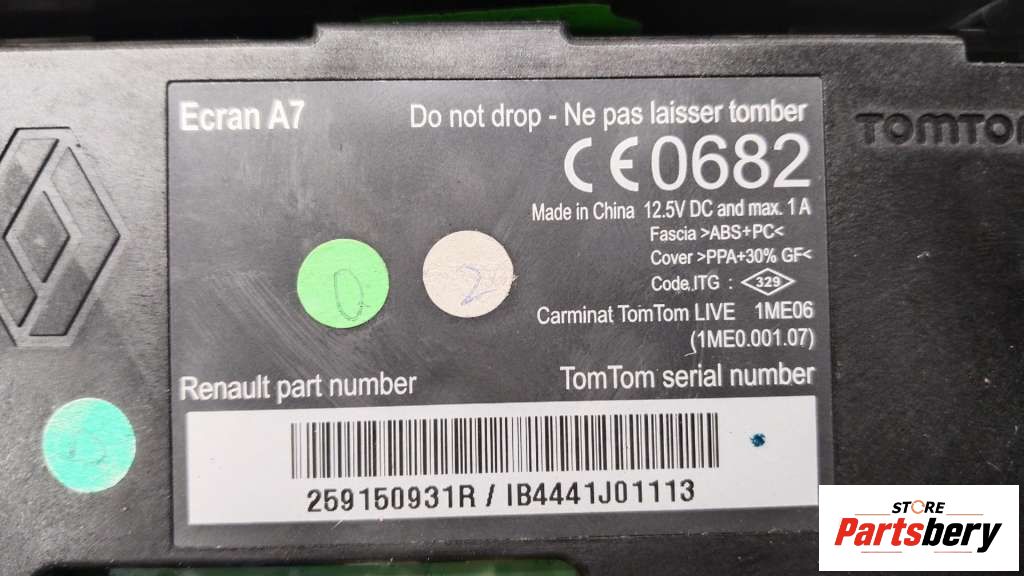 Ecran A7
Do not drop - Ne pas laisser tomber
CE 0682
Made in China 12.5V DC and max. 1 A
Fascia >ABS+PC<
Cover >PPA+30% GF<
Code.ITG : 329
Carminat TomTom LIVE 1ME06
(1ME0.001.07)
Renault part number
TomTom serial number
259150931R / IB4441J01113
TOMTOM
0
2
STORE
Partsbery